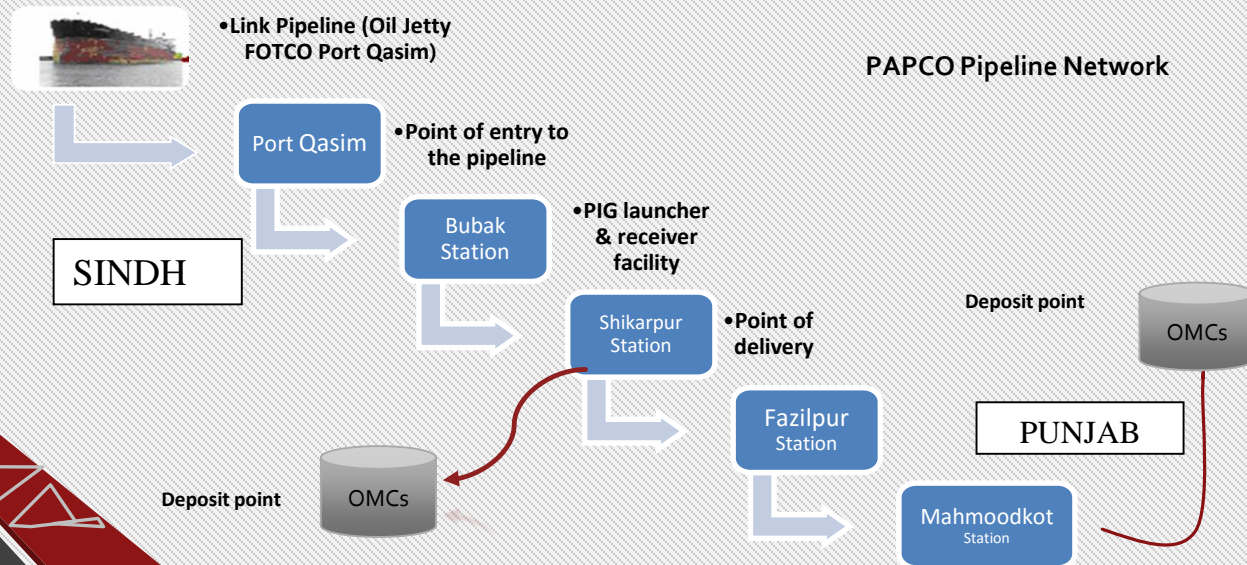 •Link Pipeline (Oil Jetty
FOTCO Port Qasim)
PAPCO Pipeline Network
Port Qasim
•Point of entry to
the pipeline
Bubak
Station
•PIG launcher
& receiver
facility
SINDH
Shikarpur
Station
•Point of
delivery
Deposit point
OMCs
Fazilpur
Station
PUNJAB
Deposit point
OMCs
Mahmoodkot
Station